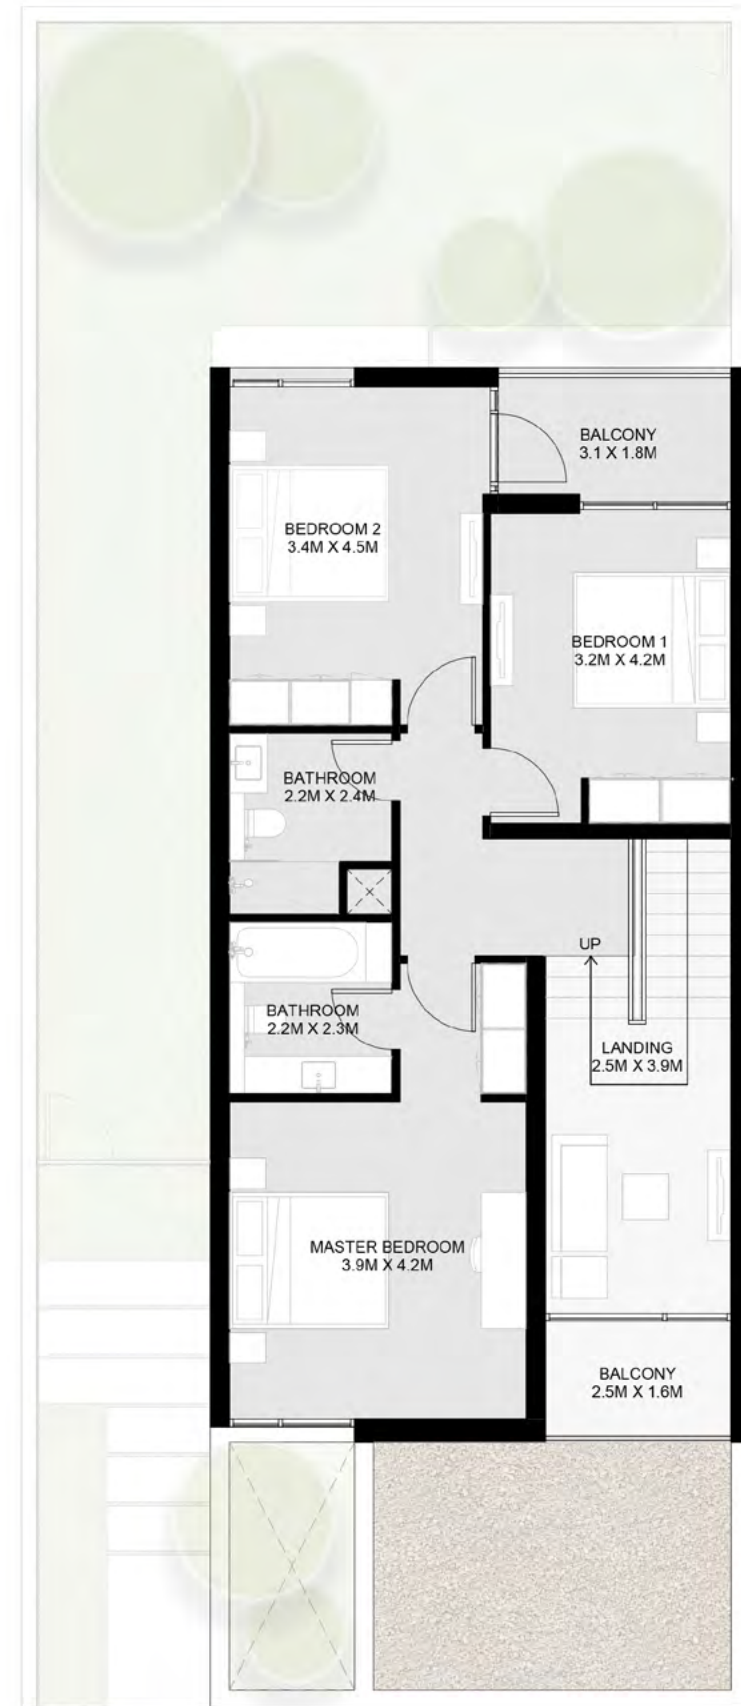 BALCONY
3.1 X 1.8M
BEDROOM 2
3.4M X 4.5M
BEDROOM 1
3.2M X 4.2M
BATHROOM
2.2M X 2.4M
UP
BATHROOM
2.2M X 2.3M
LANDING
2.5M X 3.9M
MASTER BEDROOM
3.9M X 4.2M
BALCONY
2.5M X 1.6M